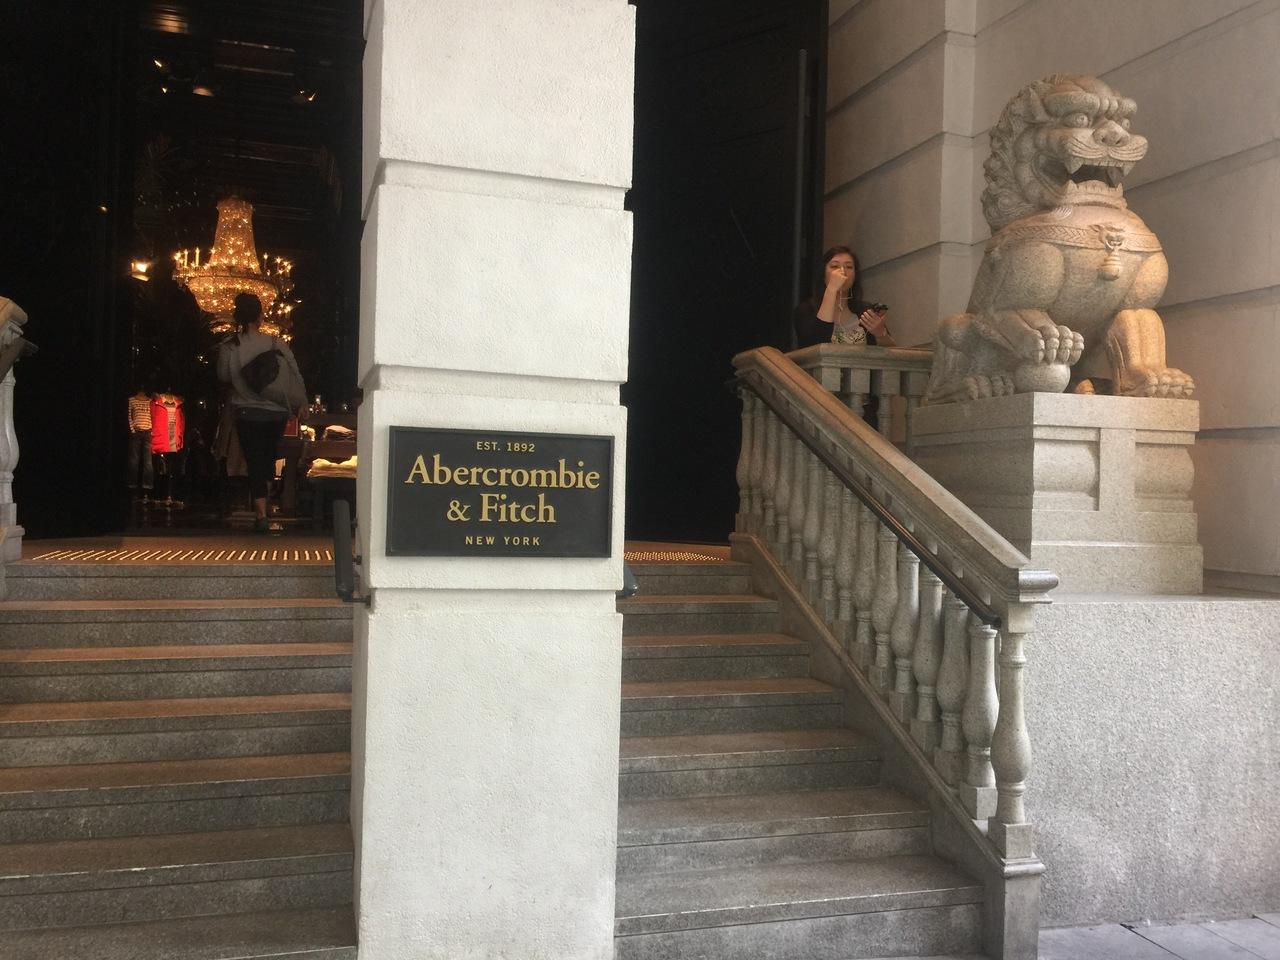 EST. 1892
Abercrombie
& Fitch
NEW YORK